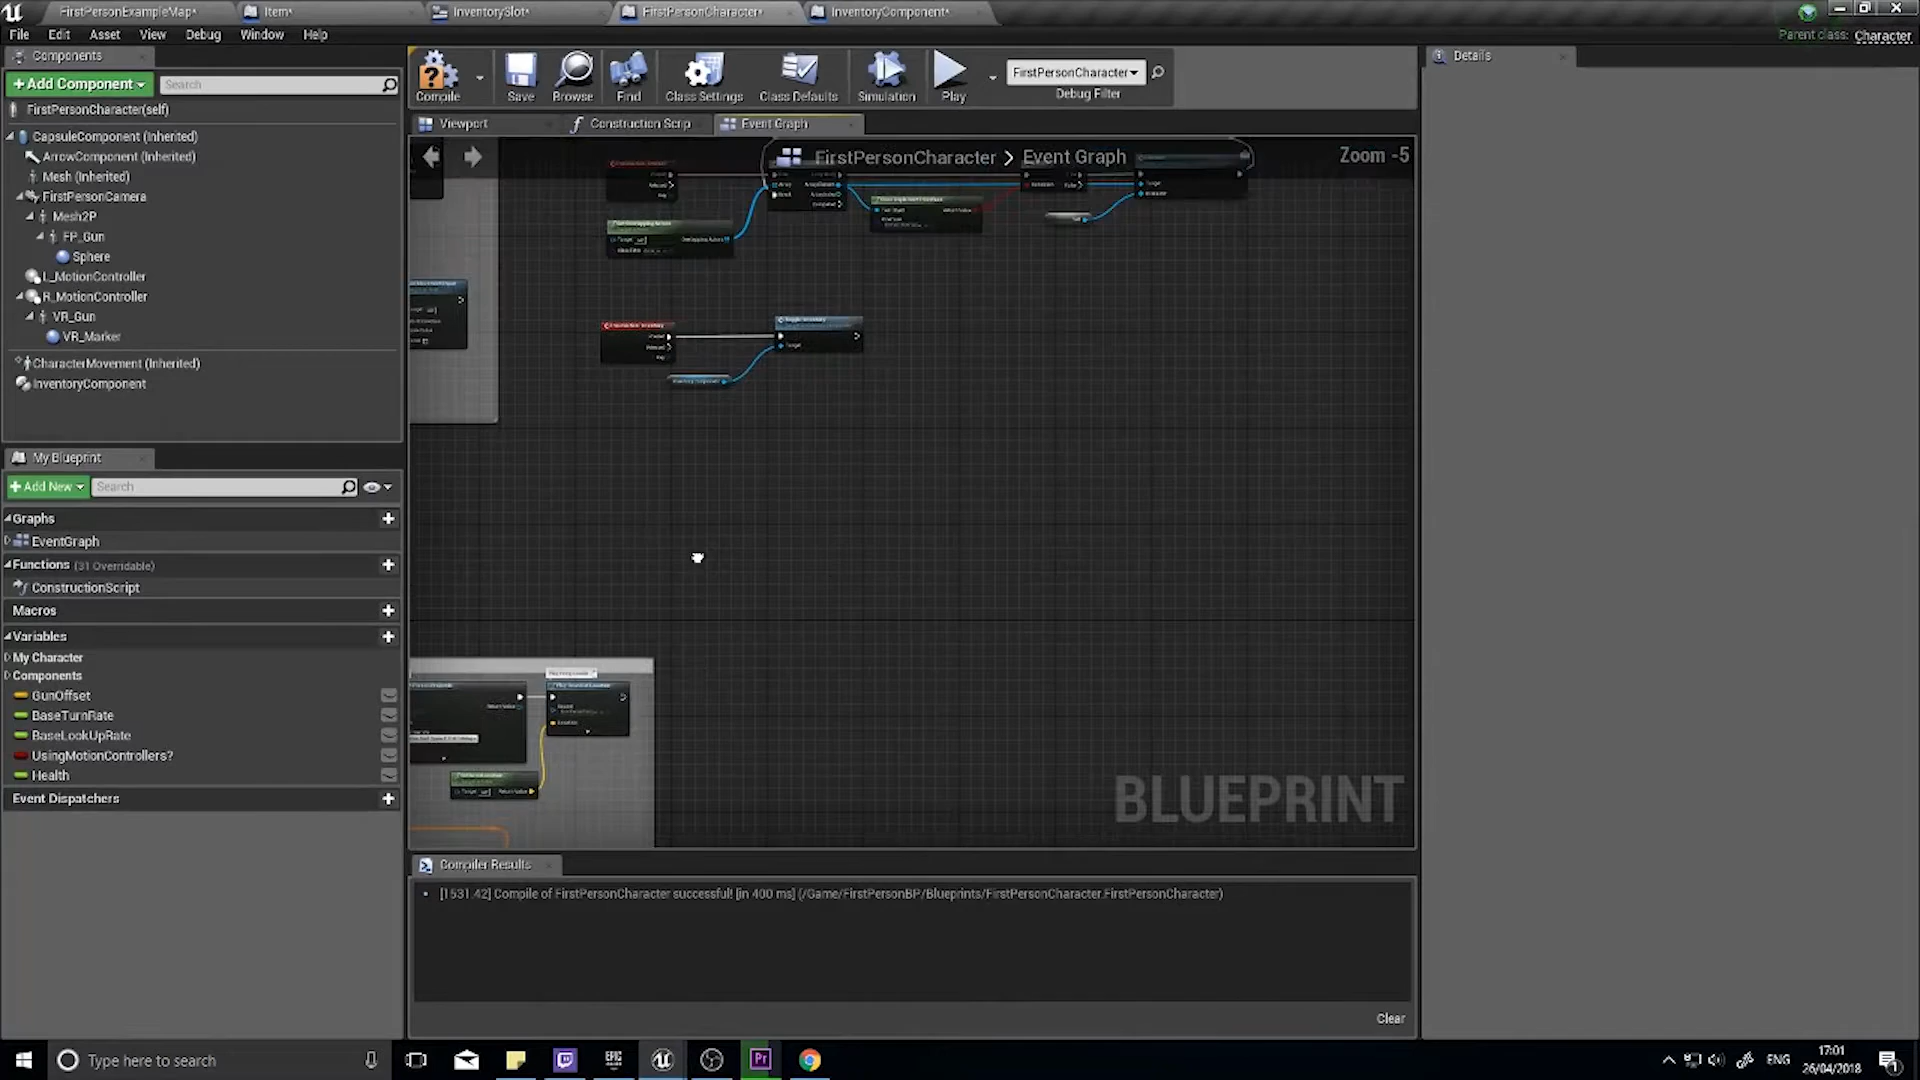 FirstPersonExampleMap*
Item*
InventorySlot*
FirstPersonCharacter*
InventoryComponent*
File Edit Asset View Debug Window Help
Parent class: Character
Components
Details
+Add Component
Search
Compile
Save
Browse
Find
Class Settings
Class Defaults
Simulation
Play
FirstPersonCharacter
Debug Filter
FirstPersonCharacter(self)
Viewport
Construction Scrip
Event Graph
CapsuleComponent (Inherited)
ArrowComponent (Inherited)
Mesh (Inherited)
FirstPersonCamera
Mesh2P
FP_Gun
Sphere
L_MotionController
R_MotionController
VR_Gun
VR_Marker
CharacterMovement (Inherited)
InventoryComponent
FirstPersonCharacter > Event Graph
Zoom -5
My Blueprint
+Add New
Search
Graphs
EventGraph
Functions (31 Overridable)
ConstructionScript
Macros
Variables
My Character
Components
GunOffset
BaseTurnRate
BaseLookUpRate
UsingMotionControllers?
Health
Event Dispatchers
BLUEPRINT
Compiler Results
[1531.42] Compile of FirstPersonCharacter successful! [in 400 ms] (/Game/FirstPersonBP/Blueprints/FirstPersonCharacter.FirstPersonCharacter)
Clear
Type here to search
EPIC
Pr
ENG
17:01
26/04/2018